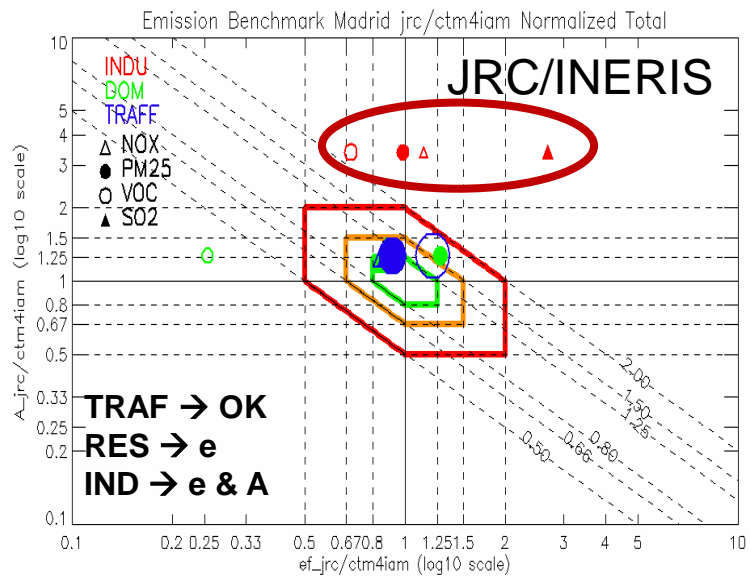 Emission Benchmark Madrid jrc/ctm4iam Normalized Total
JRC/INERIS
INDU
DOM
TRAFF
NOX
PM25
VOC
SO2
A_jrc/ctm4iam (log10 scale)
10
5
4
3
2
1.5
1.25
1
0.8
0.67
0.5
0.33
0.25
0.2
0.1
2.00
1.50
1.25
0.80
0.66
0.50
TRAF → OK
RES → e
IND → e & A
0.1 0.2 0.25 0.33 0.5 0.67 0.8 1 1.25 1.5 2 3 4 5 10
ef_jrc/ctm4iam (log10 scale)